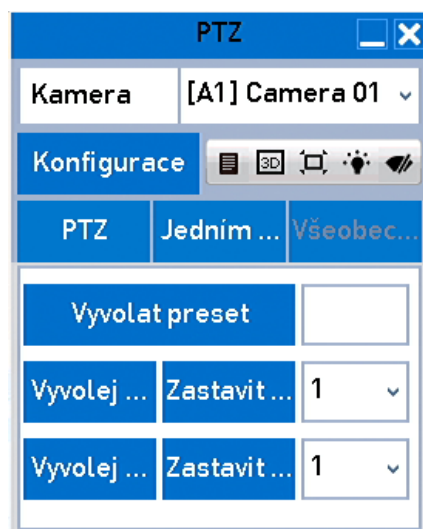 PTZ
Kamera [A1] Camera 01
Konfigurace 3D
PTZ Jedním ... Všeobec...
Vyvolat preset
Vyvolej ... Zastavit ... 1
Vyvolej ... Zastavit ... 1